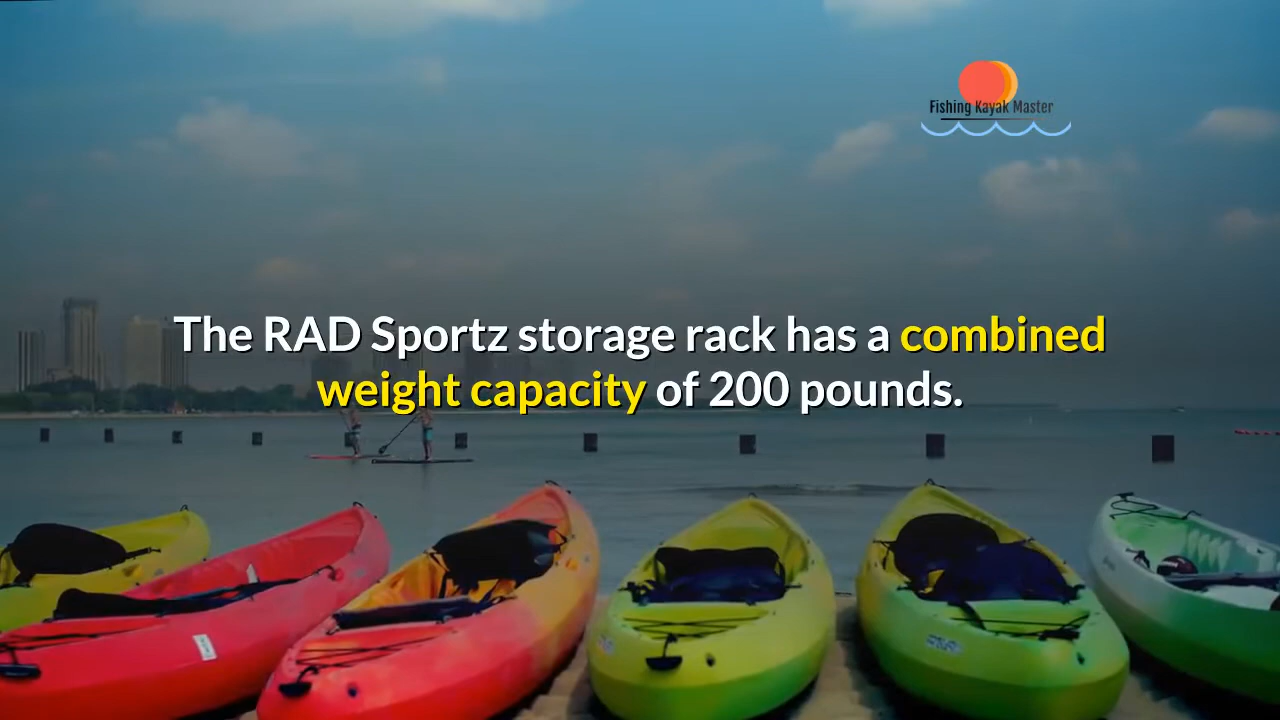 Fishing Kayak Master
The RAD Sportz storage rack has a combined
weight capacity of 200 pounds.